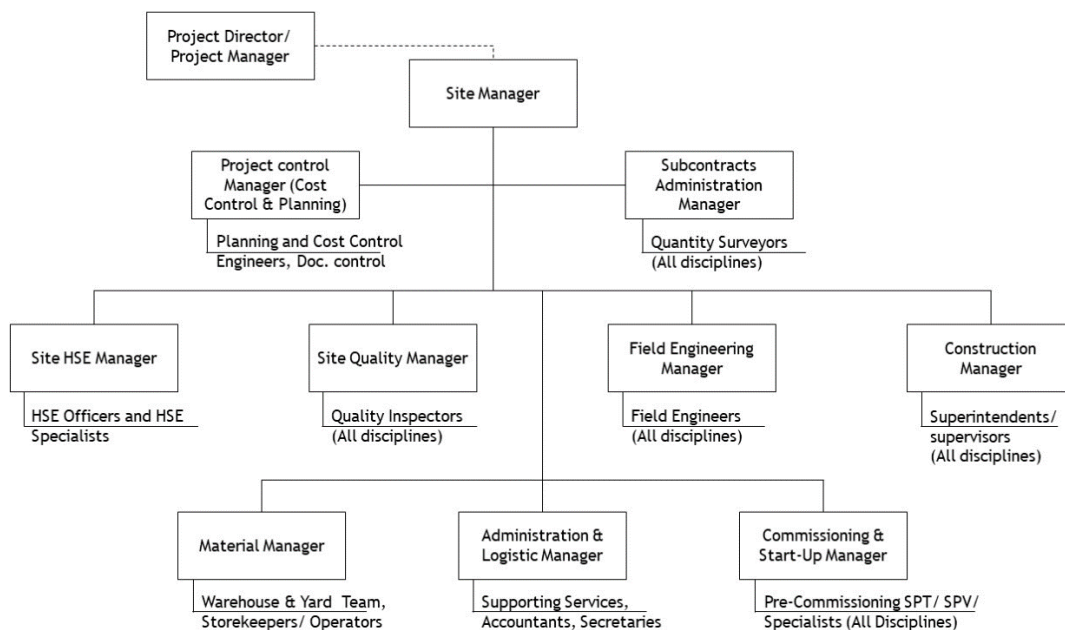 Project Director/
Project Manager
Site Manager
Project control
Manager (Cost
Control & Planning)
Subcontracts
Administration
Manager
Planning and Cost Control
Engineers, Doc. control
Quantity Surveyors
(All disciplines)
Site HSE Manager
Site Quality Manager
Field Engineering
Manager
Construction
Manager
HSE Officers and HSE
Specialists
Quality Inspectors
(All disciplines)
Field Engineers
(All disciplines)
Superintendents/
supervisors
(All disciplines)
Material Manager
Administration &
Logistic Manager
Commissioning &
Start-Up Manager
Warehouse & Yard Team,
Storekeepers/ Operators
Supporting Services,
Accountants, Secretaries
Pre-Commissioning SPT/ SPV/
Specialists (All Disciplines)